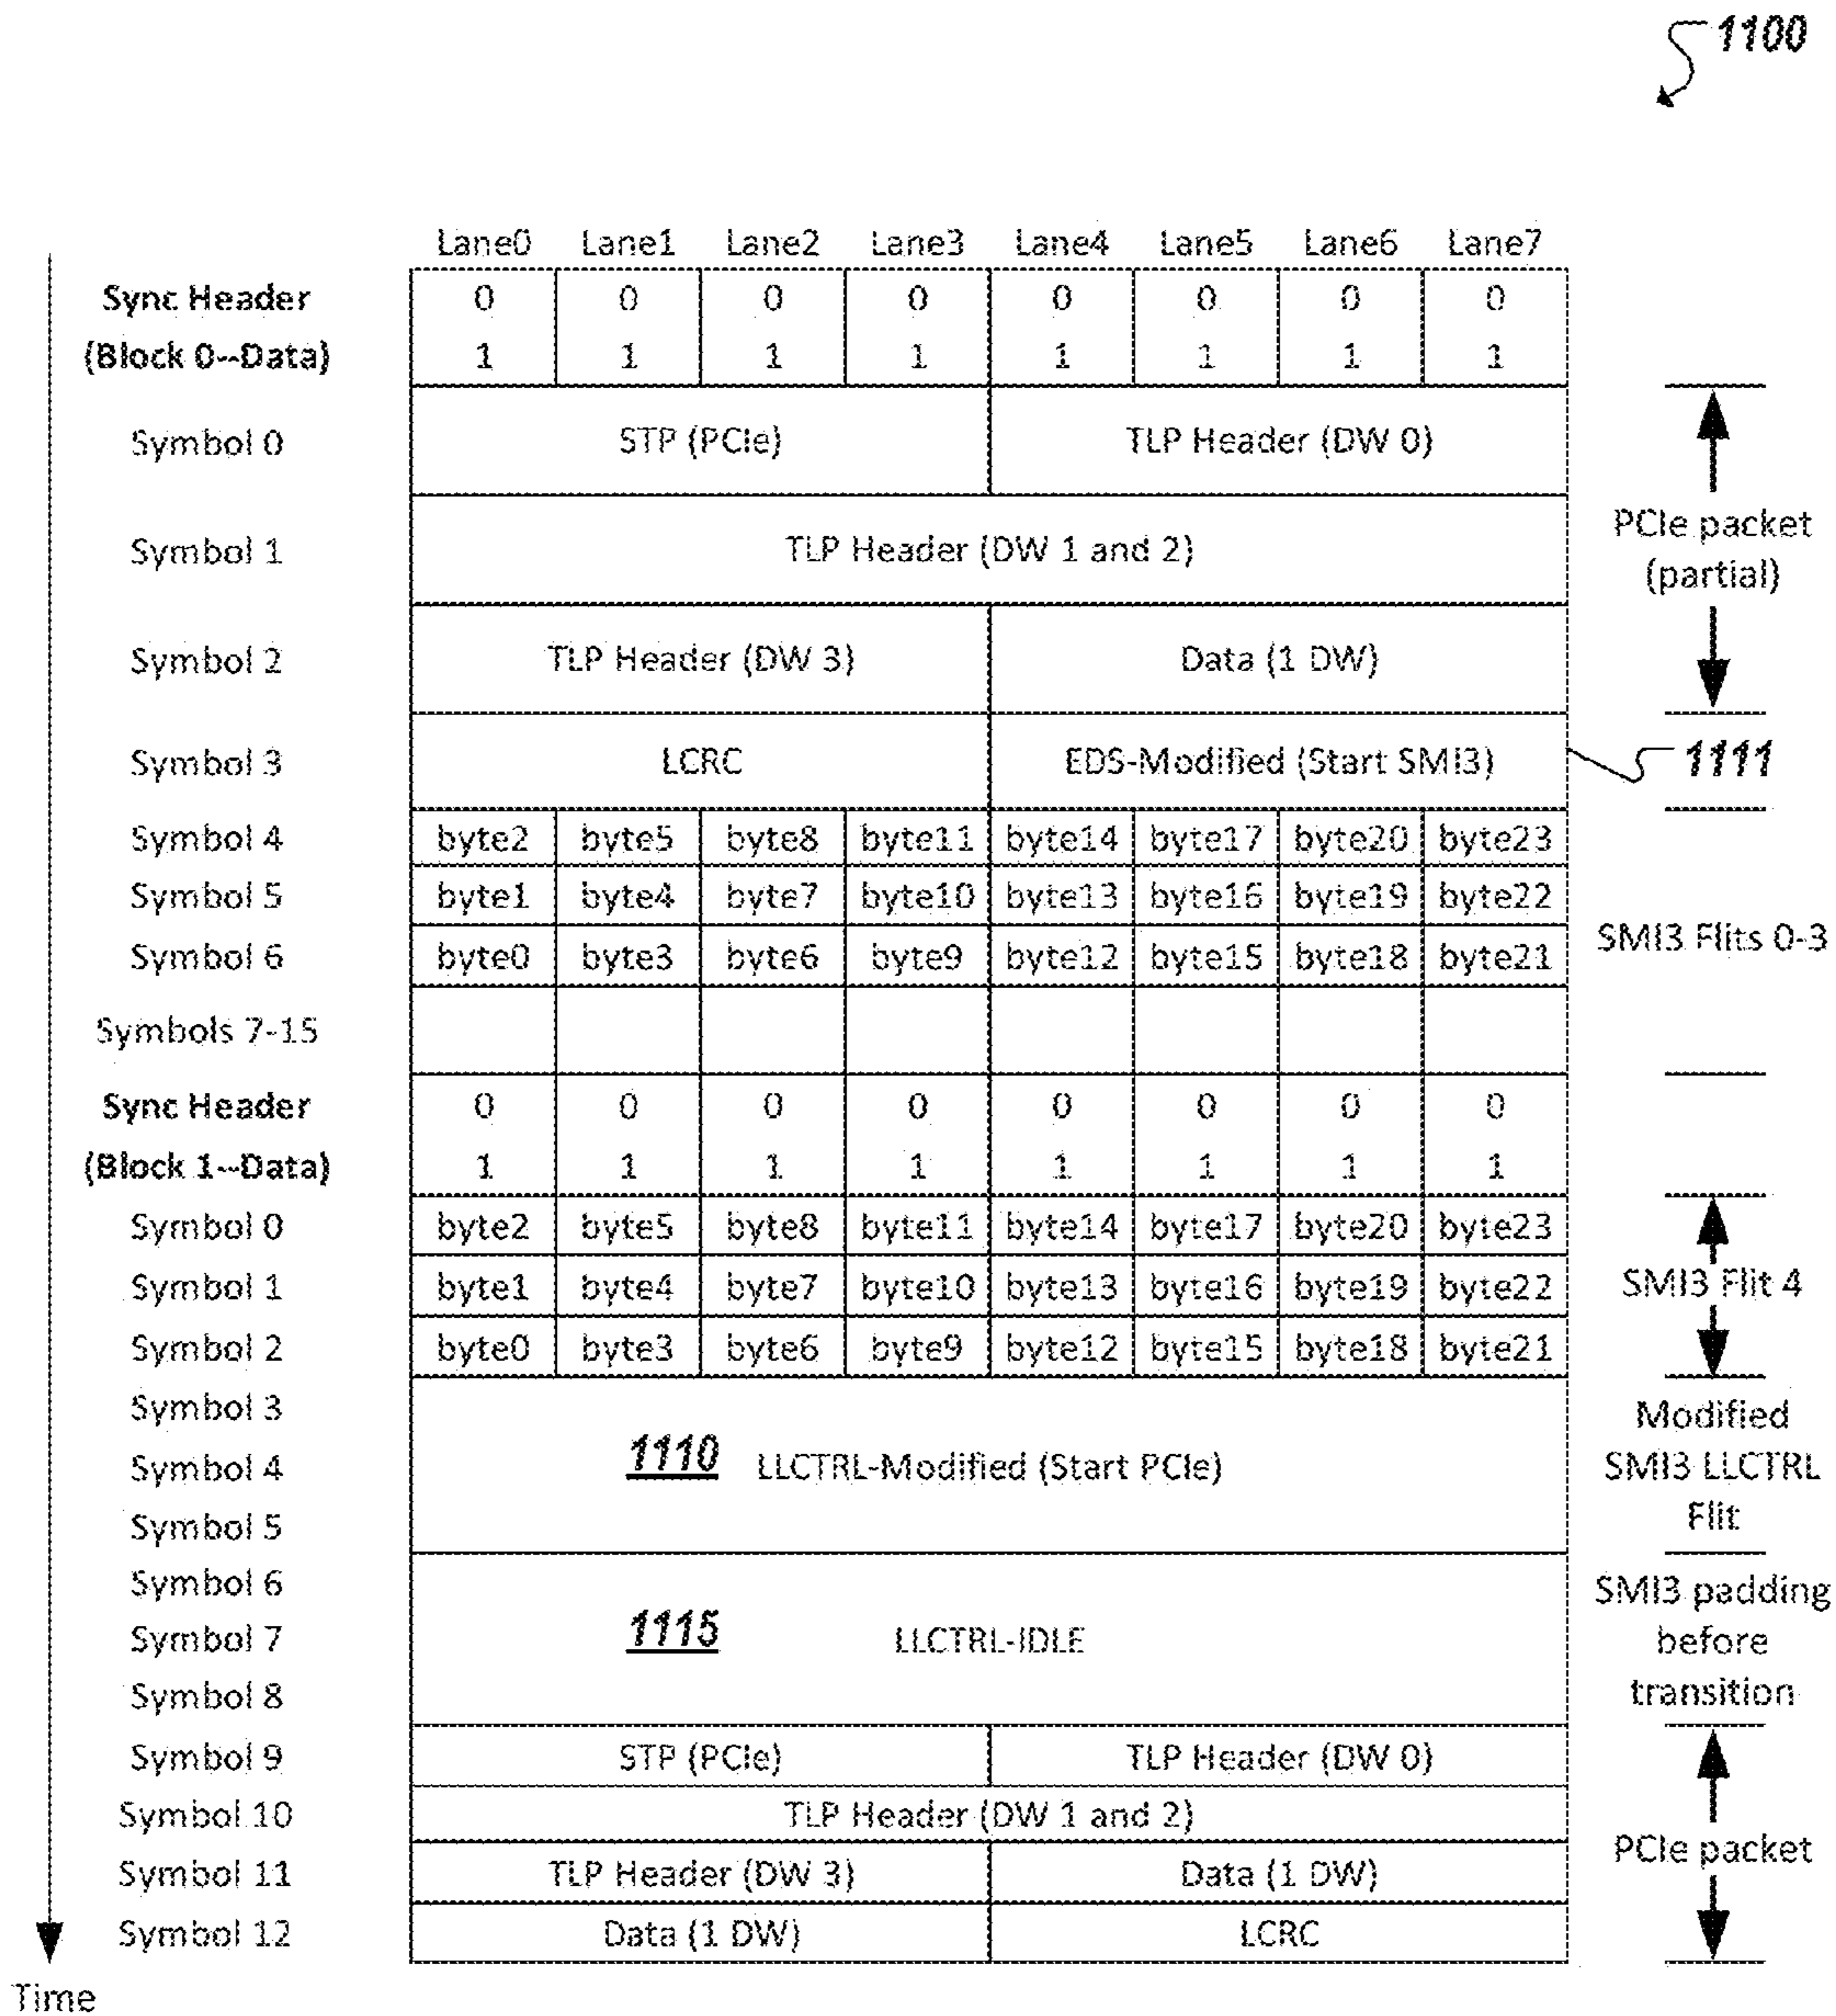 1100
Lane0 Lane1 Lane2 Lane3 Lane4 Lane5 Lane6 Lane7
Sync Header 0 0 0 0 0 0 0 0
(Block 0--Data) 1 1 1 1 1 1 1 1
Symbol 0 STP (PCIe) TLP Header (DW 0)
Symbol 1 TLP Header (DW 1 and 2) PCIe packet
(partial)
Symbol 2 TLP Header (DW 3) Data (1 DW)
Symbol 3 LCRC EDS-Modified (Start SMI3) 1111
Symbol 4 byte2 byte5 byte8 byte11 byte14 byte17 byte20 byte23
Symbol 5 byte1 byte4 byte7 byte10 byte13 byte16 byte19 byte22
Symbol 6 byte0 byte3 byte6 byte9 byte12 byte15 byte18 byte21 SMI3 Flits 0-3
Symbols 7-15
Sync Header 0 0 0 0 0 0 0 0
(Block 1--Data) 1 1 1 1 1 1 1 1
Symbol 0 byte2 byte5 byte8 byte11 byte14 byte17 byte20 byte23
Symbol 1 byte1 byte4 byte7 byte10 byte13 byte16 byte19 byte22 SMI3 Flit 4
Symbol 2 byte0 byte3 byte6 byte9 byte12 byte15 byte18 byte21
Symbol 3 Modified
Symbol 4 1110 LLCTRL-Modified (Start PCIe) SMI3 LLCTRL
Symbol 5 Flit
Symbol 6 SMI3 padding
Symbol 7 1115 LLCTRL-IDLE before
Symbol 8 transition
Symbol 9 STP (PCIe) TLP Header (DW 0)
Symbol 10 TLP Header (DW 1 and 2)
Symbol 11 TLP Header (DW 3) Data (1 DW) PCIe packet
Symbol 12 Data (1 DW) LCRC
Time